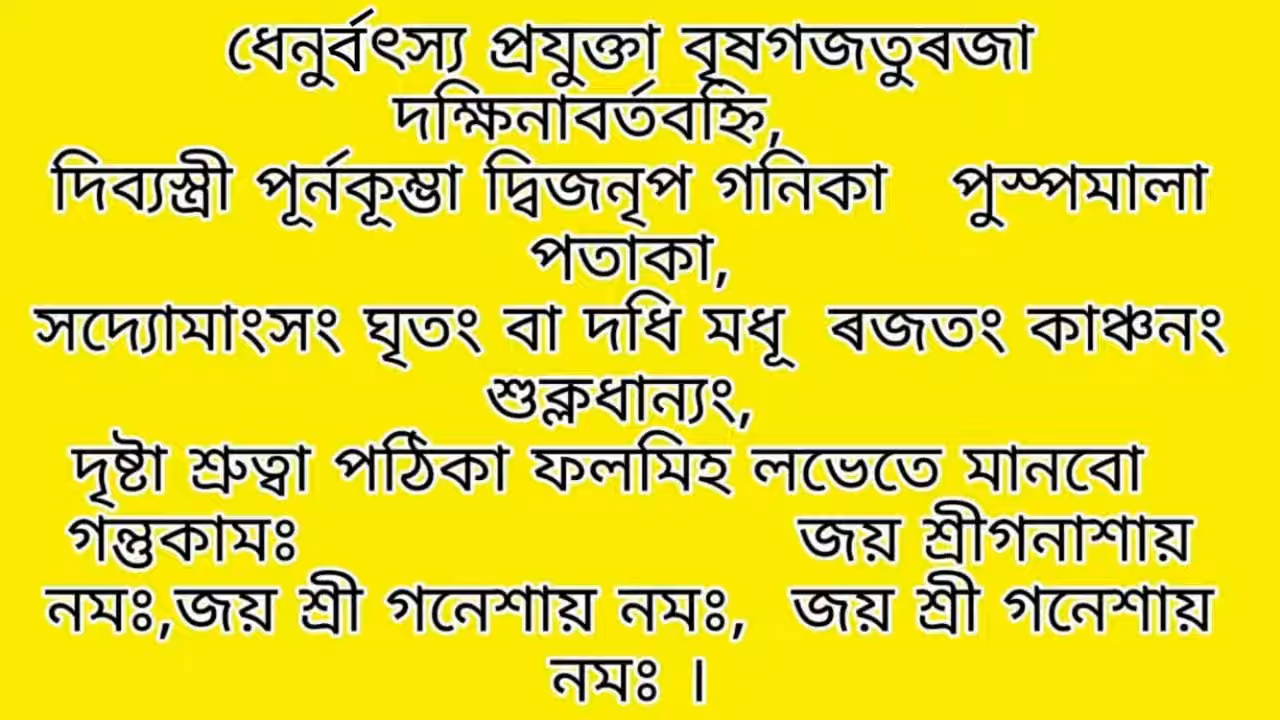 ধেনুৰ্বৎস্য প্ৰযুক্তা বৃষগজতুৰজা
দক্ষিনাবৰ্তবহ্নি,
দিব্যস্ত্ৰী পূৰ্নকূম্ভা দ্বিজনৃপ গনিকা পুস্পমালা
পতাকা,
সদ্যোমাংসং ঘৃতং বা দধি মধূ ৰজতং কাঞ্চনং
শুক্লধান্যং,
দৃষ্টা শ্ৰুত্বা পঠিকা ফলমিহ লভেতে মানবো
গন্তুকামঃ জয় শ্ৰীগনাশায়
নমঃ,জয় শ্ৰী গনেশায় নমঃ, জয় শ্ৰী গনেশায়
নমঃ ।